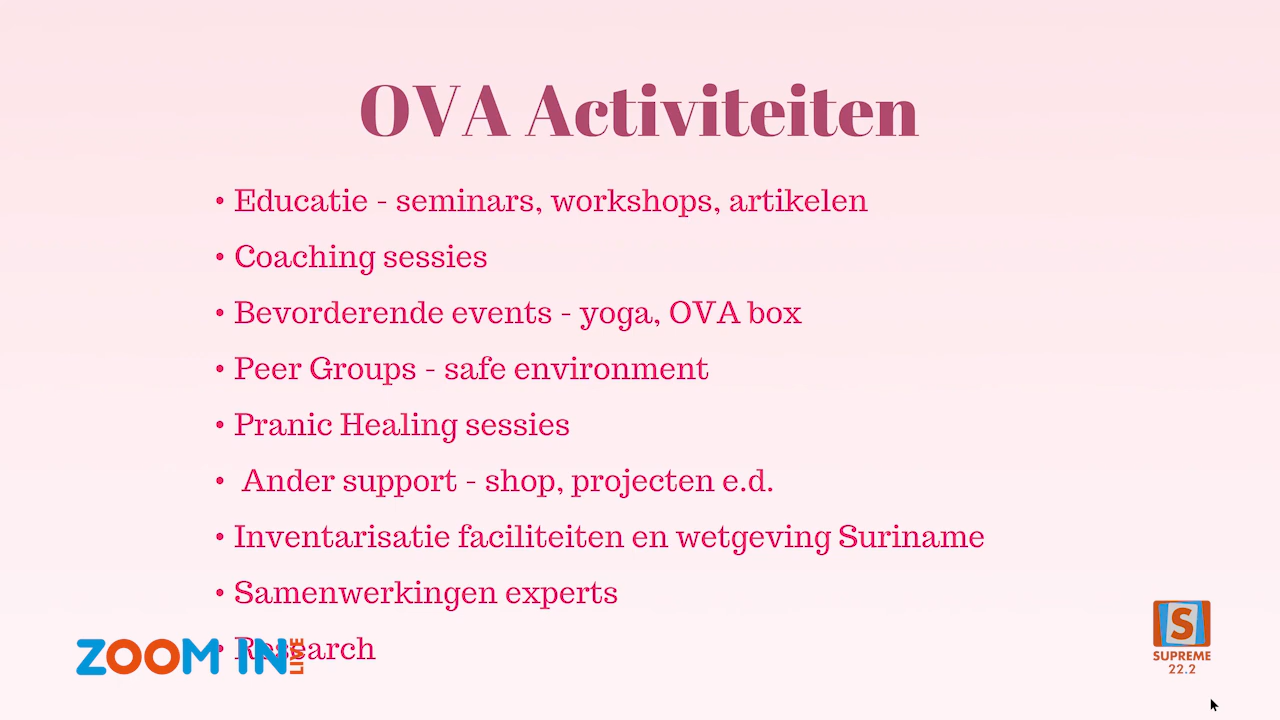 OVA Activiteiten
• Educatie - seminars, workshops, artikelen
• Coaching sessies
• Bevorderende events - yoga, OVA box
• Peer Groups - safe environment
• Pranic Healing sessies
• Ander support - shop, projecten e.d.
• Inventarisatie faciliteiten en wetgeving Suriname
• Samenwerkingen experts
• Research
ZOOM IN LIVE
S
SUPREME
22.2